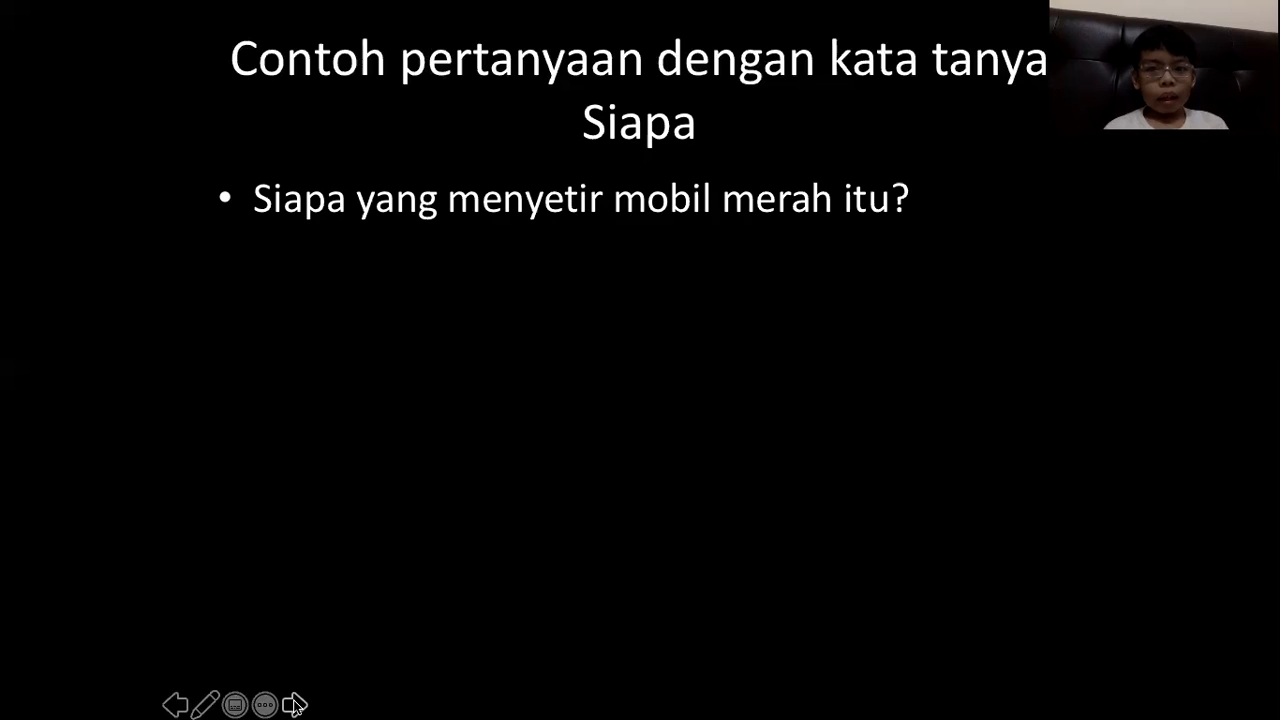 Contoh pertanyaan dengan kata tanya
Siapa
• Siapa yang menyetir mobil merah itu?